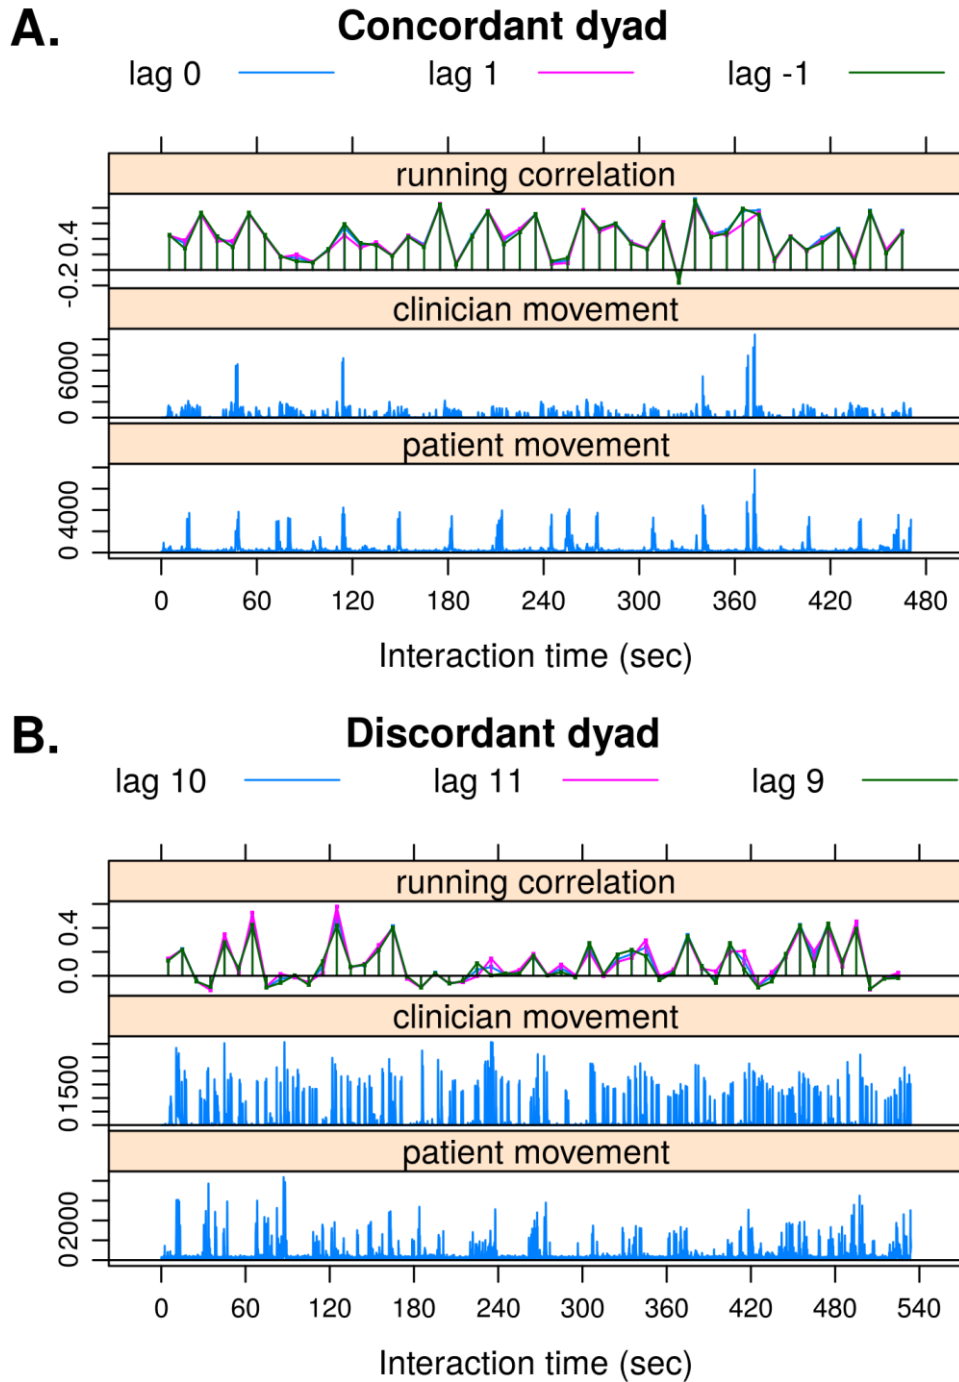 A.
Concordant dyad
lag 0 lag 1 lag -1
running correlation
-0.2 0.4
clinician movement
0 6000
patient movement
0 4000
0 60 120 180 240 300 360 420 480
Interaction time (sec)
B.
Discordant dyad
lag 10 lag 11 lag 9
running correlation
0.0 0.4
clinician movement
0 1500
patient movement
0 2000
0 60 120 180 240 300 360 420 480 540
Interaction time (sec)